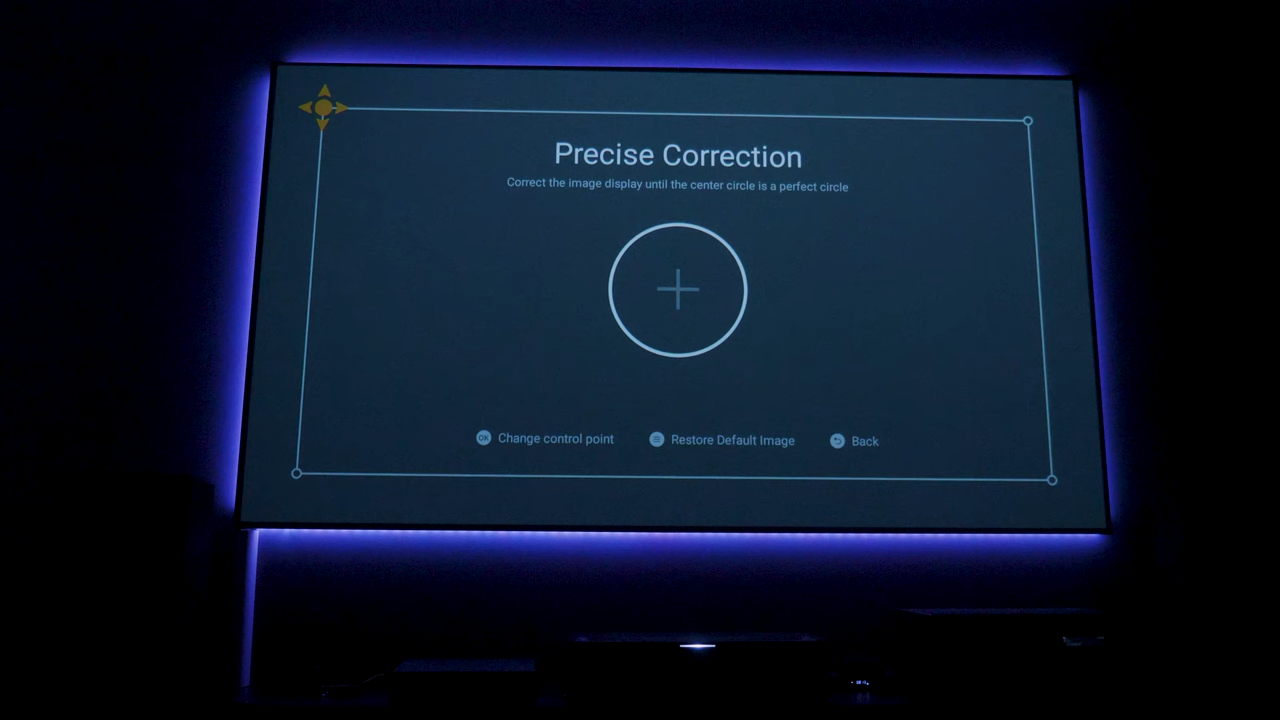 Precise Correction
Correct the image display until the center circle is a perfect circle
OK Change control point Restore Default Image Back